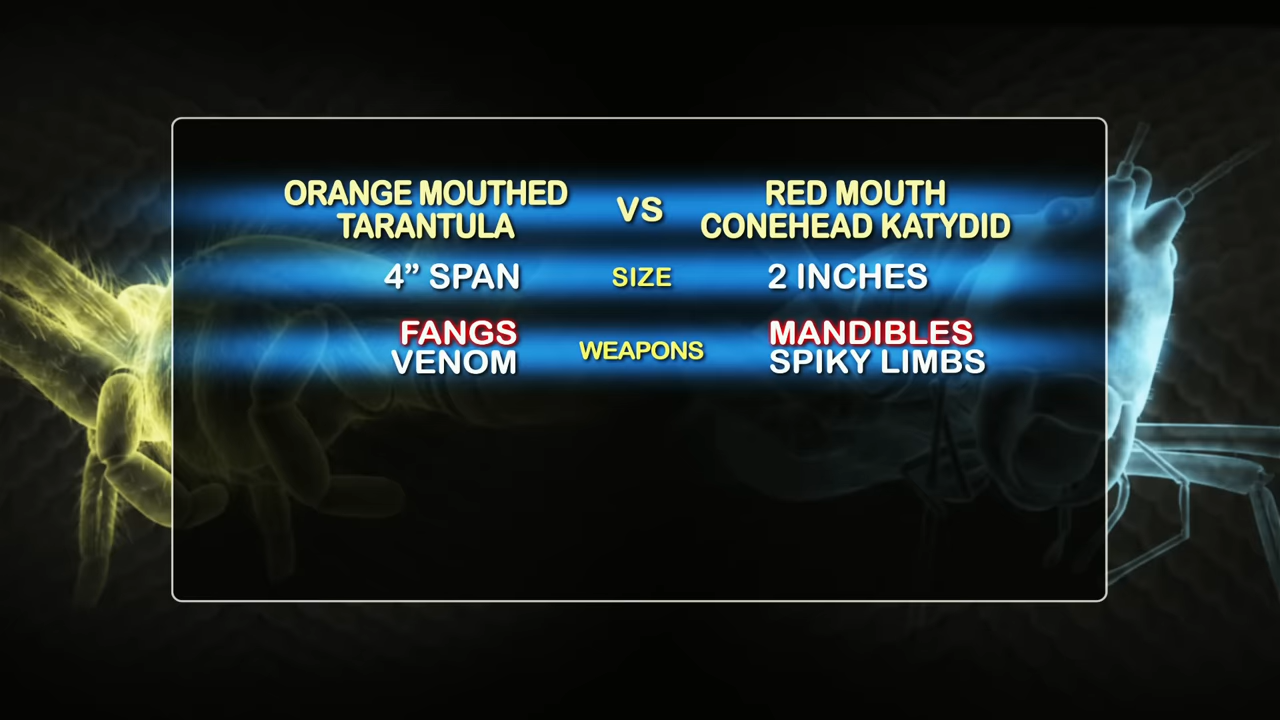 ORANGE MOUTHED
TARANTULA
VS
RED MOUTH
CONEHEAD KATYDID
4” SPAN
SIZE
2 INCHES
FANGS
VENOM
WEAPONS
MANDIBLES
SPIKY LIMBS